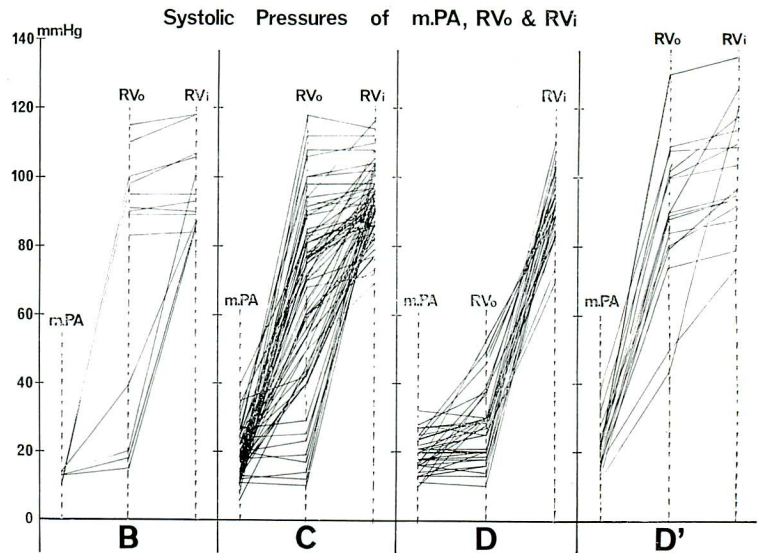 Systolic Pressures of m.PA, RVo & RVi
mmHg
140
120
100
80
60
40
20
0
m.PA RVo RVi
m.PA RVo RVi
m.PA RVo RVi
m.PA RVo RVi
B C D D'